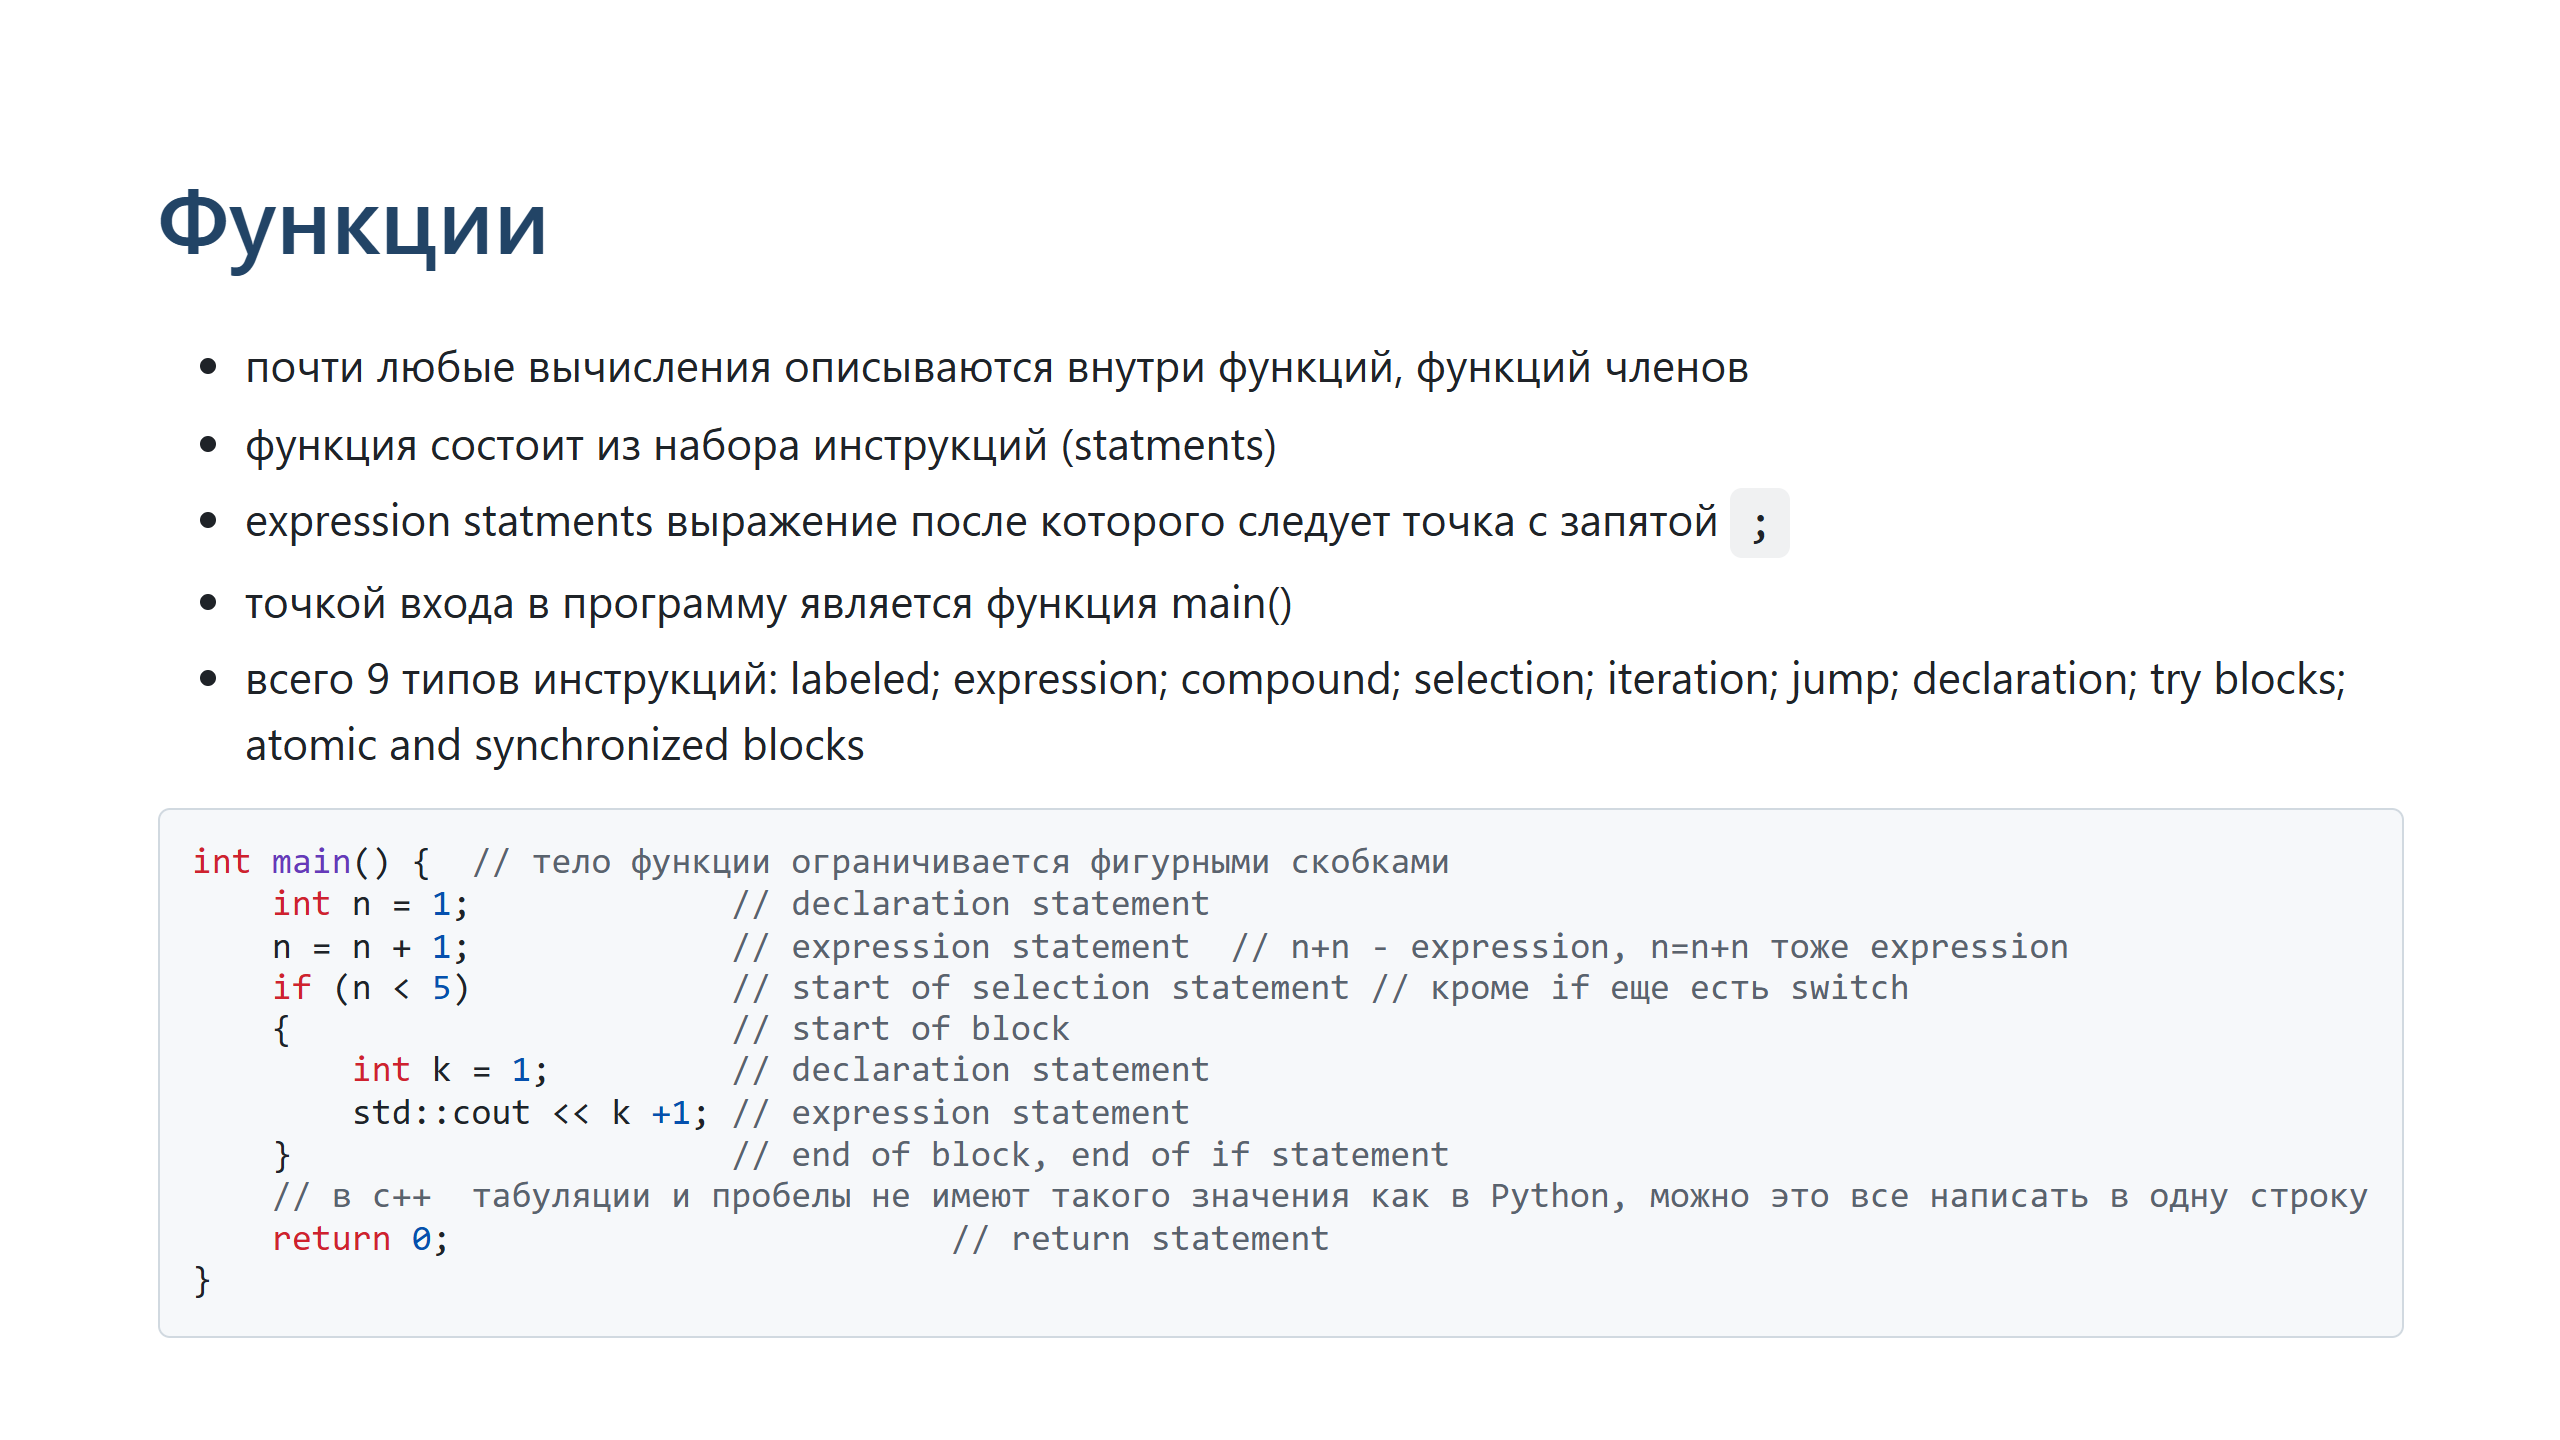 Функции
почти любые вычисления описываются внутри функций, функций членов
функция состоит из набора инструкций (statments)
expression statments выражение после которого следует точка с запятой ;
точкой входа в программу является функция main()
всего 9 типов инструкций: labeled; expression; compound; selection; iteration; jump; declaration; try blocks;
atomic and synchronized blocks
int main() {  // тело функции ограничивается фигурными скобками
    int n = 1;             // declaration statement
    n = n + 1;             // expression statement  // n+n - expression, n=n+n тоже expression
    if (n < 5)             // start of selection statement // кроме if еще есть switch
    {                      // start of block
        int k = 1;         // declaration statement
        std::cout << k +1; // expression statement
    }                      // end of block, end of if statement
    // в с++  табуляции и пробелы не имеют такого значения как в Python, можно это все написать в одну строку
    return 0;                         // return statement
}